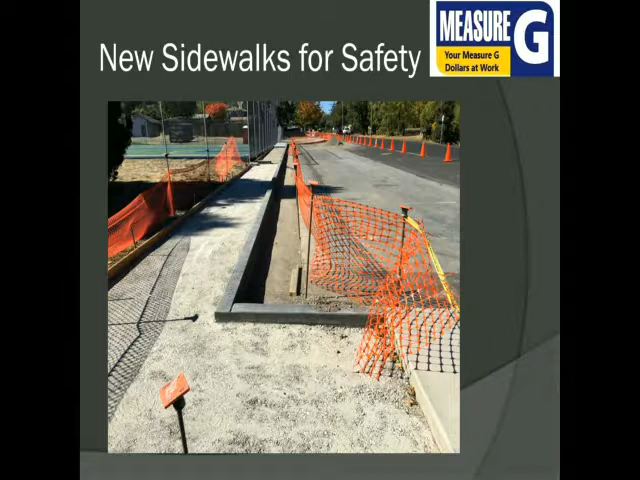 New Sidewalks for Safety
MEASURE G
Your Measure G
Dollars at Work